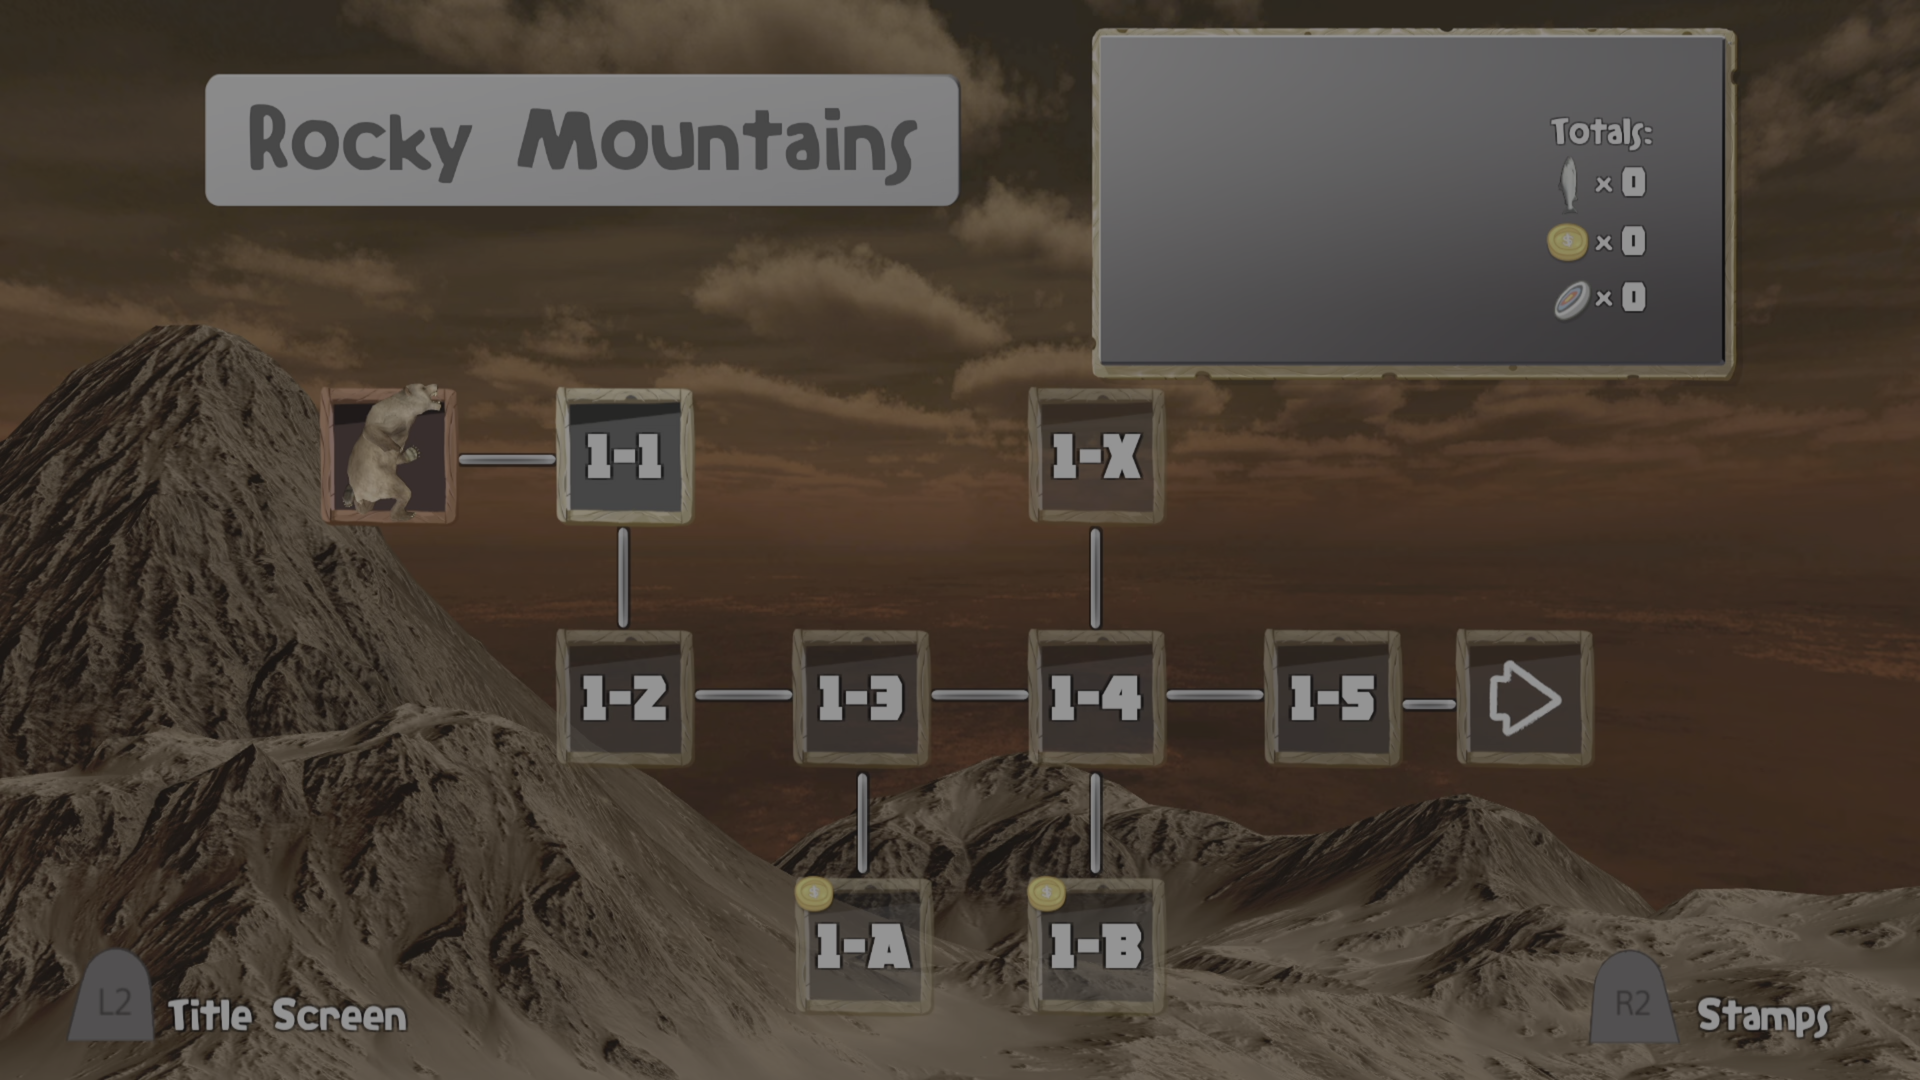 Rocky Mountains
Totals:
× 0
× 0
× 0
1-1
1-X
1-2
1-3
1-4
1-5
1-A
1-B
L2 Title Screen
R2 Stamps